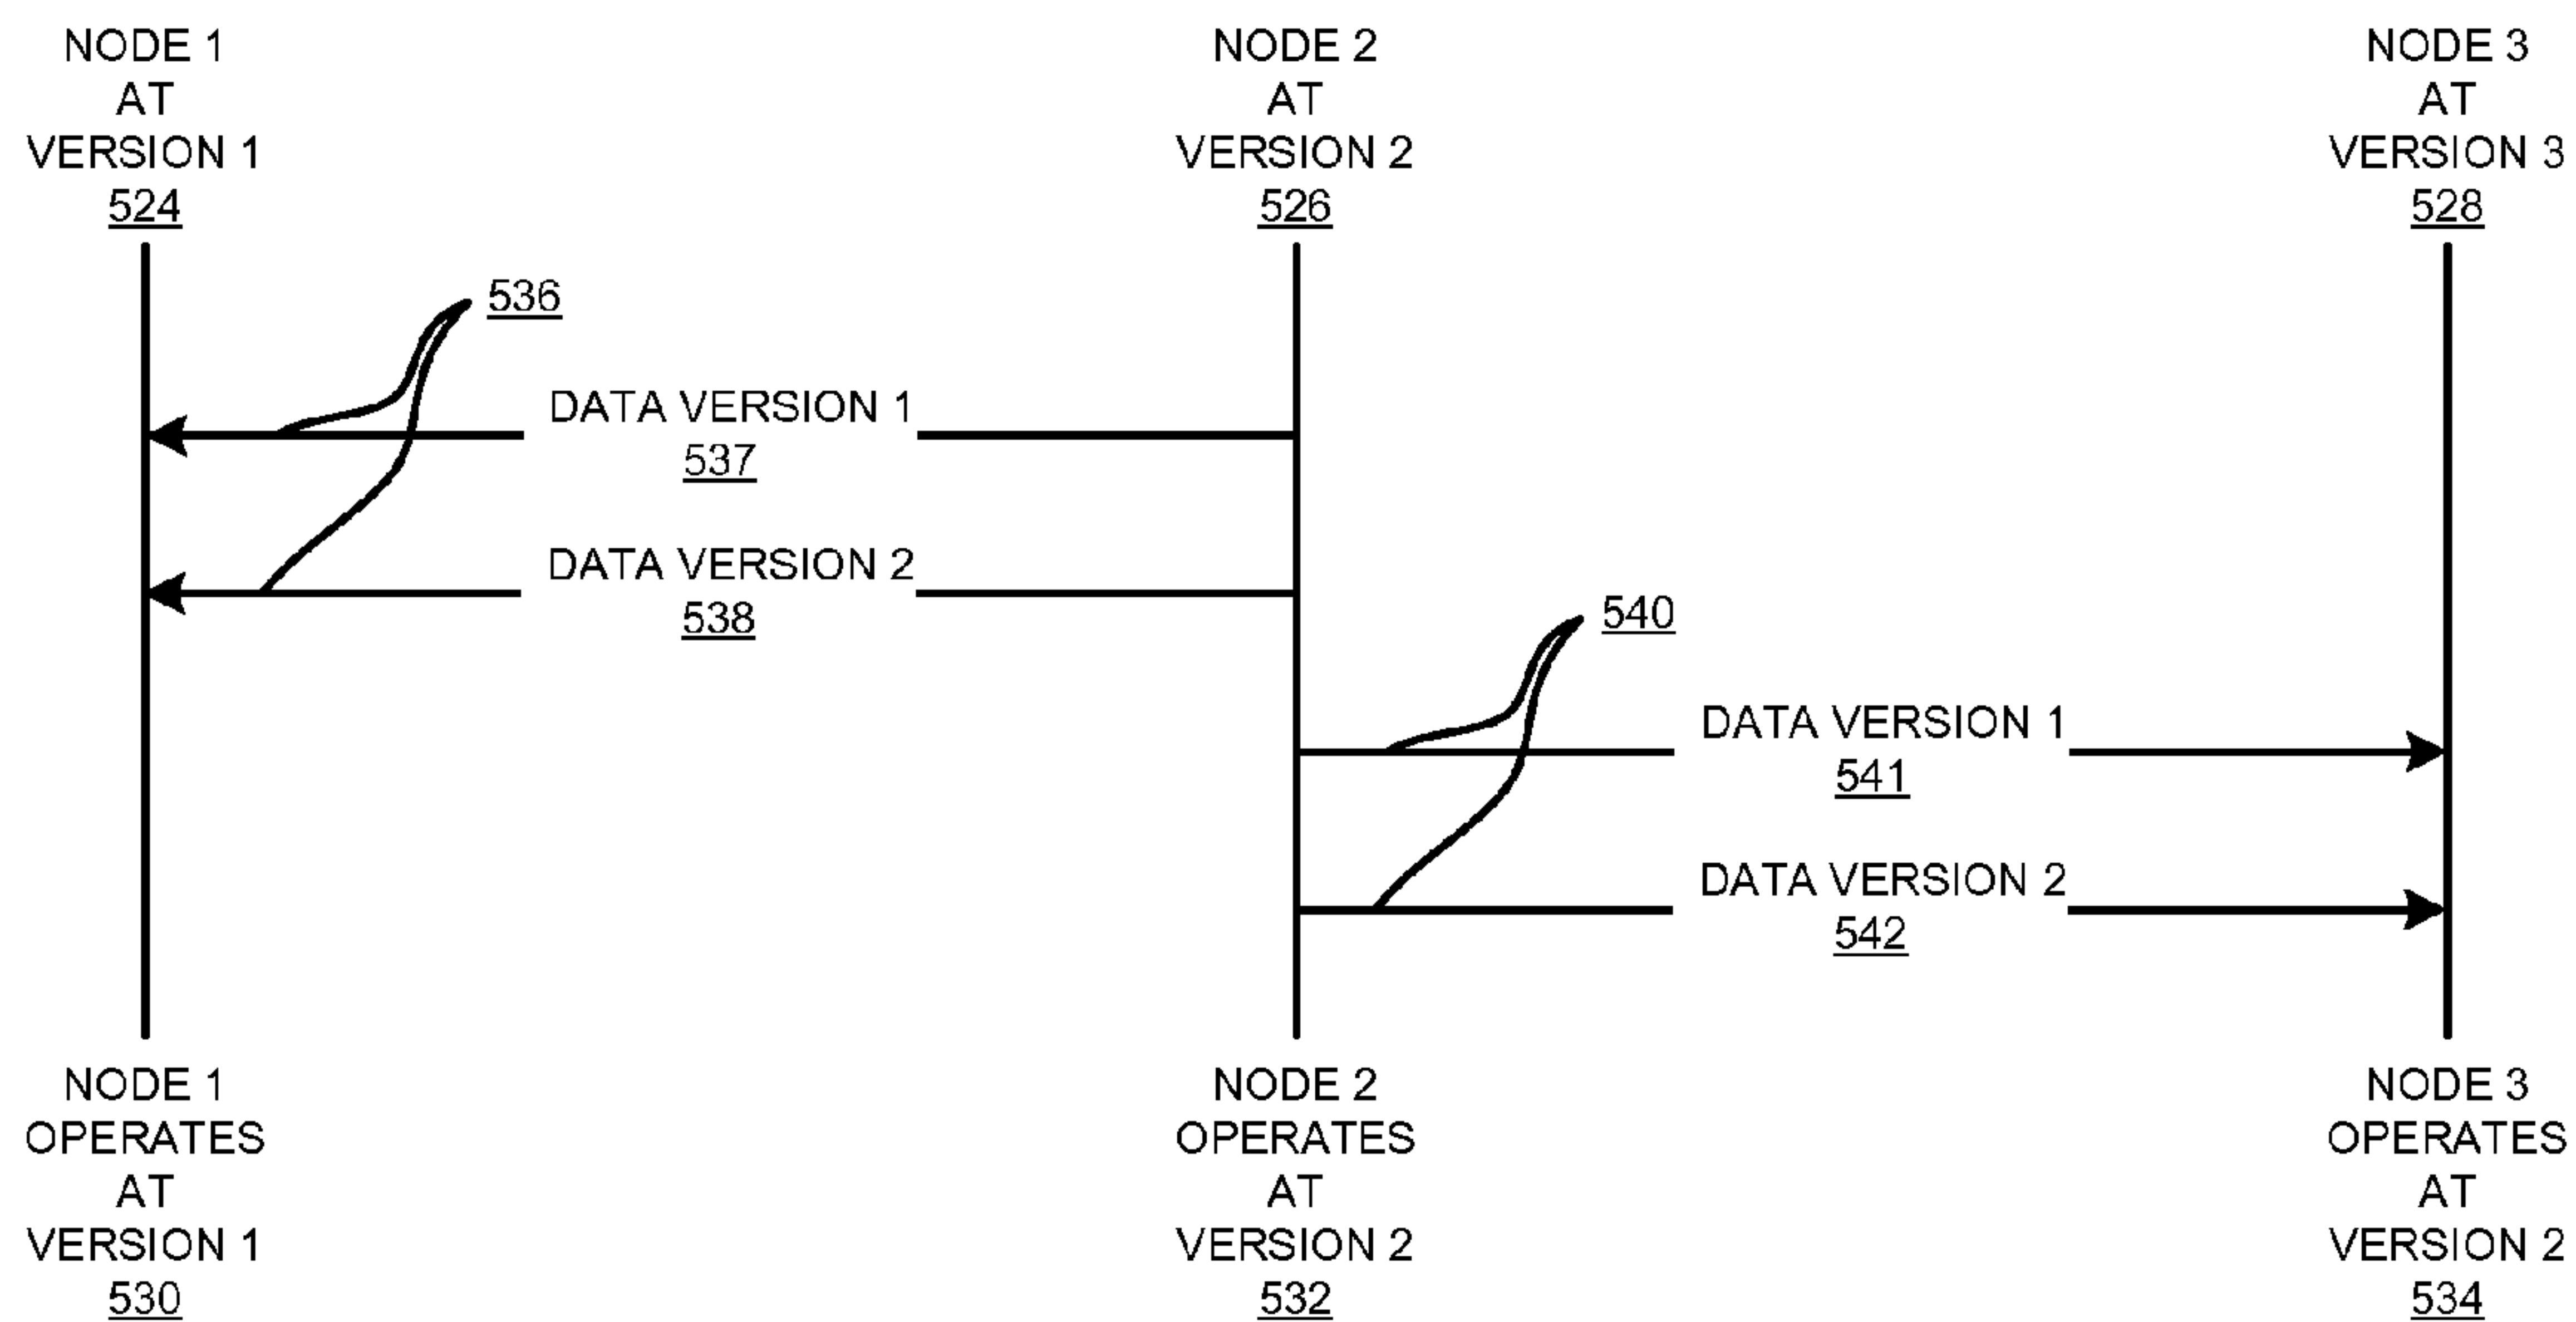 NODE 1
AT
VERSION 1
524
NODE 2
AT
VERSION 2
526
NODE 3
AT
VERSION 3
528
536
DATA VERSION 1
537
DATA VERSION 2
538
540
DATA VERSION 1
541
DATA VERSION 2
542
NODE 1
OPERATES
AT
VERSION 1
530
NODE 2
OPERATES
AT
VERSION 2
532
NODE 3
OPERATES
AT
VERSION 2
534